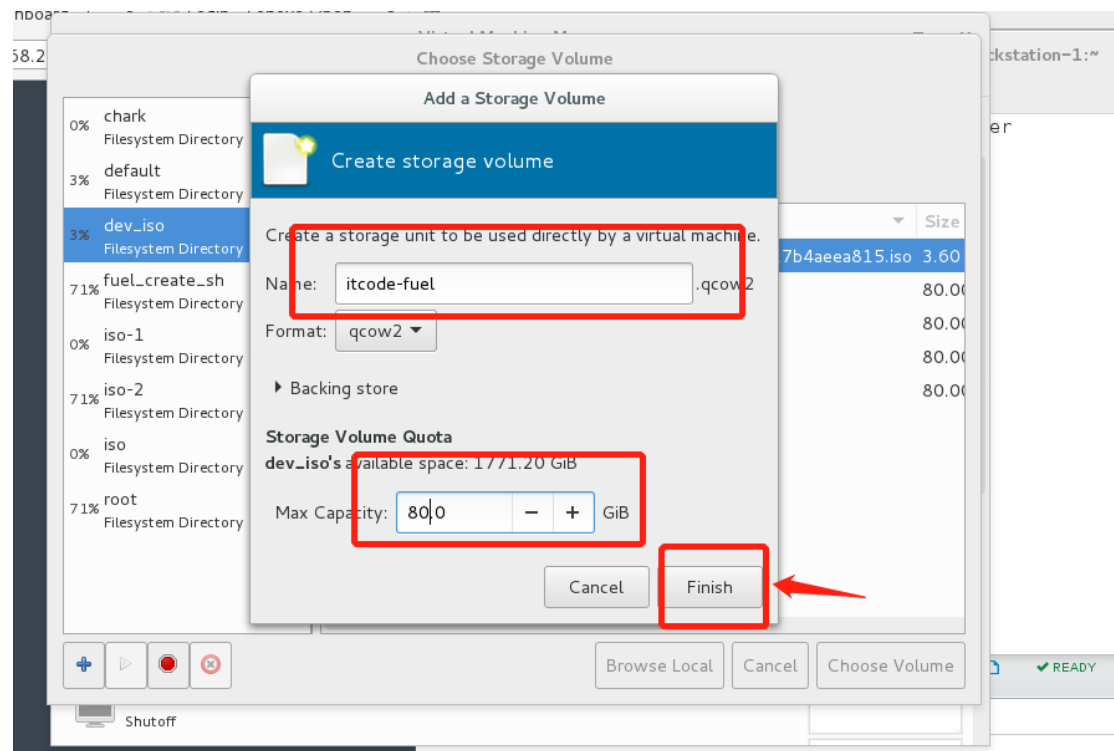 58.2
Choose Storage Volume
kstation-1:~
Add a Storage Volume
er
Create storage volume
0%
chark
Filesystem Directory
3%
default
Filesystem Directory
3%
dev_iso
Filesystem Directory
71%
fuel_create_sh
Filesystem Directory
0%
iso-1
Filesystem Directory
71%
iso-2
Filesystem Directory
0%
iso
Filesystem Directory
71%
root
Filesystem Directory
Create a storage unit to be used directly by a virtual machine.
Name: itcode-fuel .qcow2
Format: qcow2
Backing store
Storage Volume Quota
dev_iso's available space: 1771.20 GiB
Max Capacity: 80.0 − + GiB
Cancel
Finish
Size
7b4aeea815.iso 3.60
80.00
80.00
80.00
80.00
Browse Local
Cancel
Choose Volume
READY
Shutoff